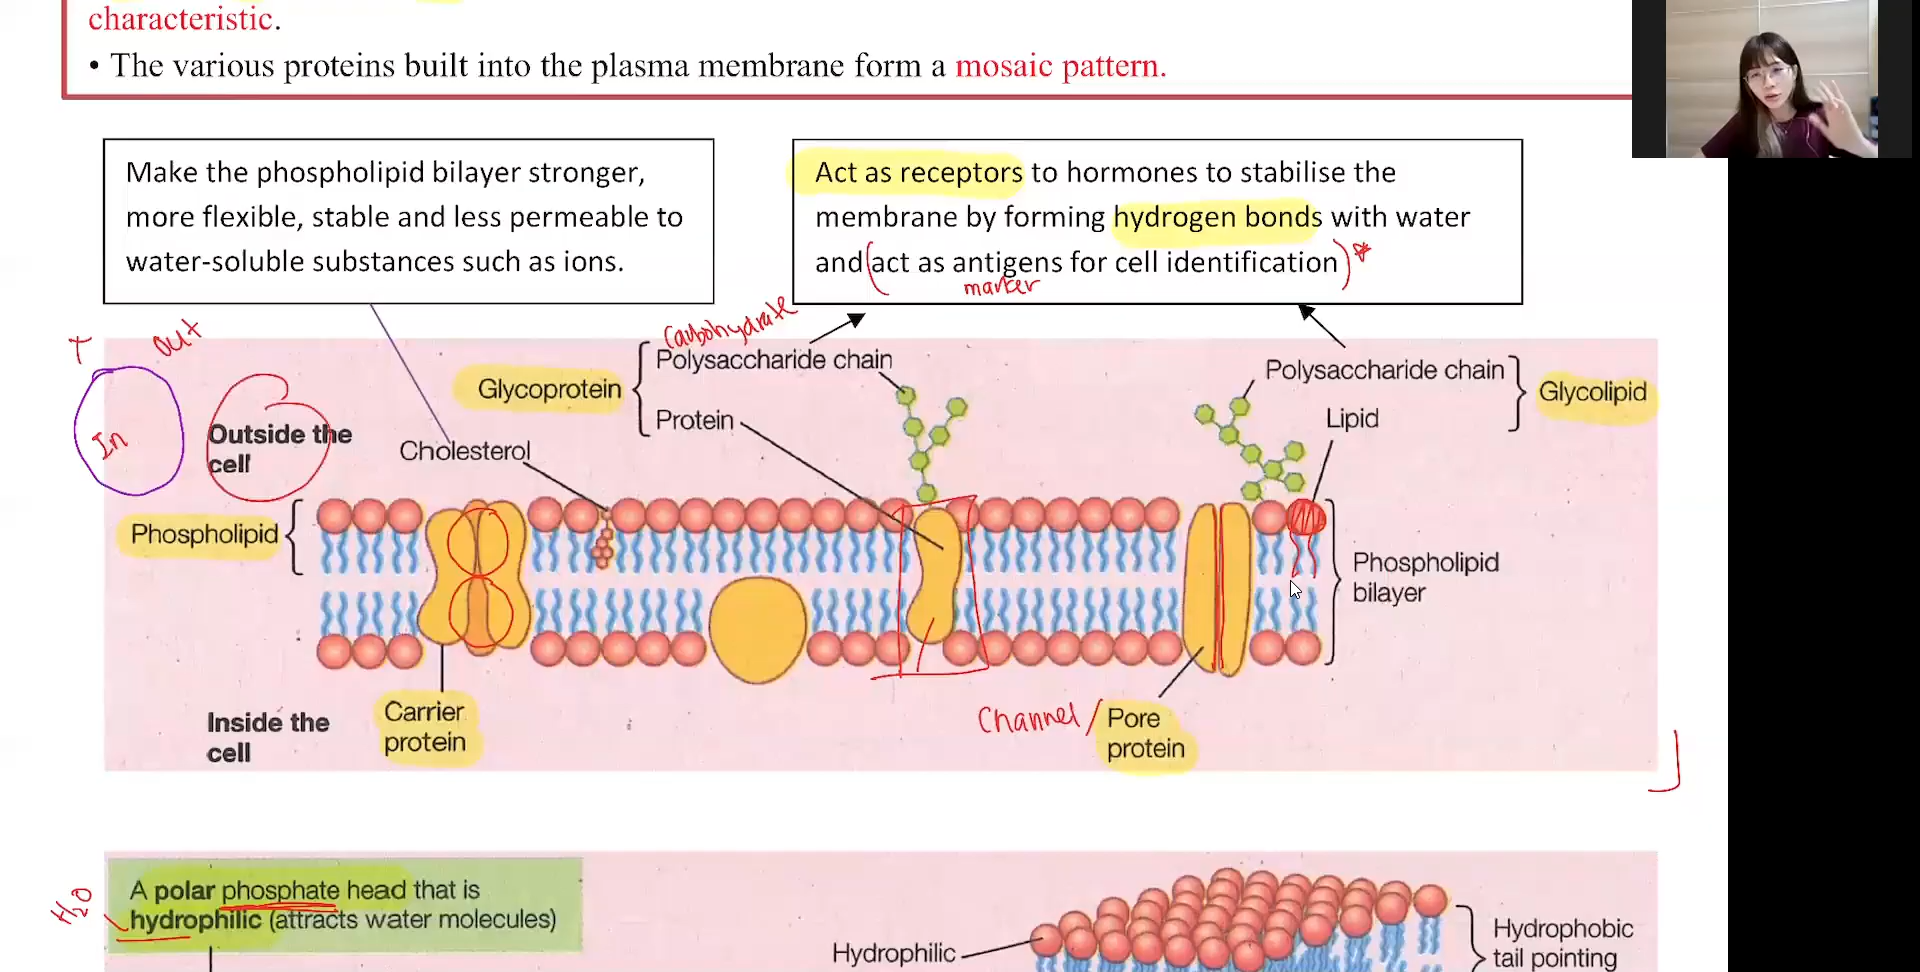 characteristic.
• The various proteins built into the plasma membrane form a mosaic pattern.
Make the phospholipid bilayer stronger,
more flexible, stable and less permeable to
water-soluble substances such as ions.
Act as receptors to hormones to stabilise the
membrane by forming hydrogen bonds with water
and (act as antigens for cell identification) *
marker
out
In
Outside the
cell
Carbohydrate
Polysaccharide chain
Glycoprotein
Protein
Cholesterol
Polysaccharide chain
Glycolipid
Lipid
Phospholipid
Phospholipid
bilayer
Inside the
cell
Carrier
protein
Channel / Pore
protein
H2O
A polar phosphate head that is
hydrophilic (attracts water molecules)
Hydrophilic
Hydrophobic
tail pointing